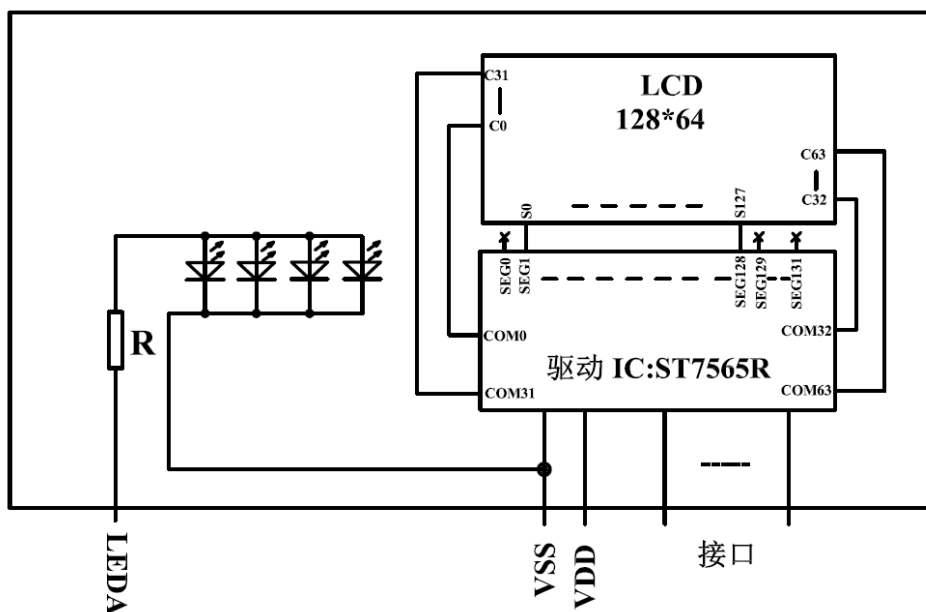 C31
LCD
128*64
C0
C63
C32
S0
S127
SEG0
SEG1
SEG128
SEG129
SEG131
COM0
COM32
R
驱动 IC:ST7565R
COM31
COM63
LEDA
VSS
VDD
接口